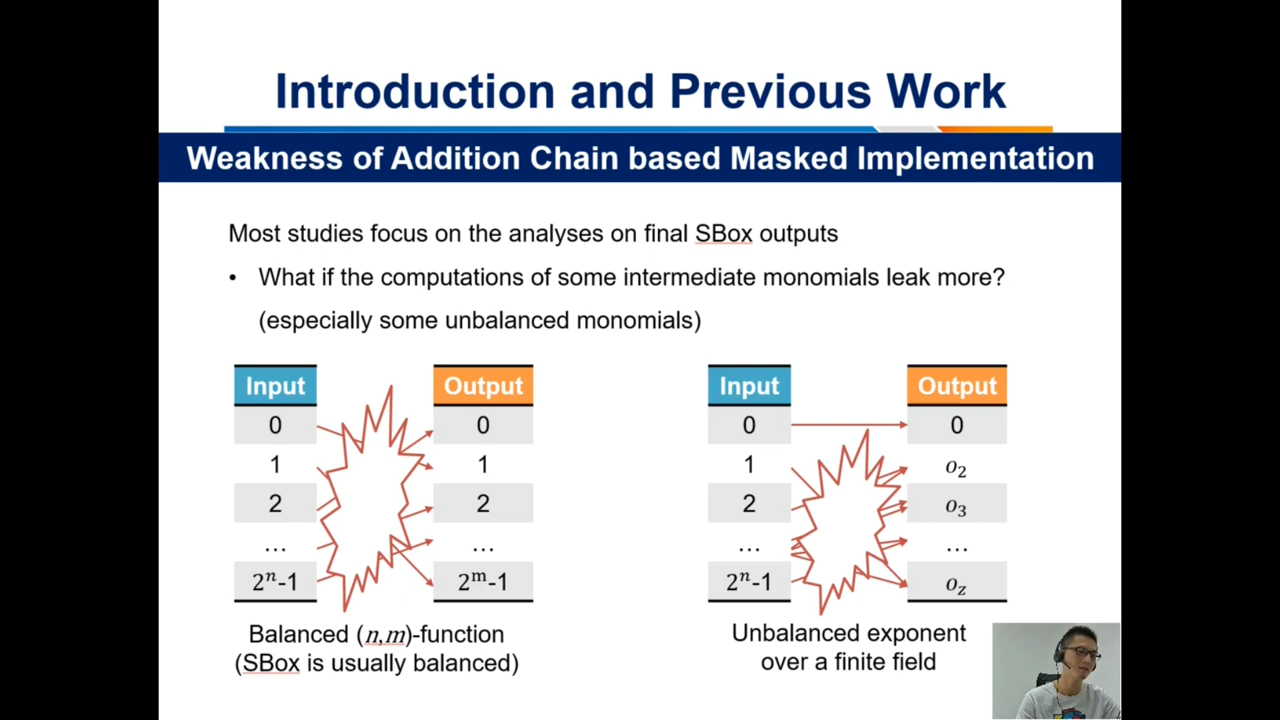 Introduction and Previous Work
Weakness of Addition Chain based Masked Implementation
Most studies focus on the analyses on final SBox outputs
• What if the computations of some intermediate monomials leak more?
(especially some unbalanced monomials)
Input Output
0 0
1 1
2 2
… …
2ⁿ-1 2ᵐ-1
Balanced (n,m)-function
(SBox is usually balanced)
Input Output
0 0
1 o₂
2 o₃
… …
2ⁿ-1 o_z
Unbalanced exponent
over a finite field